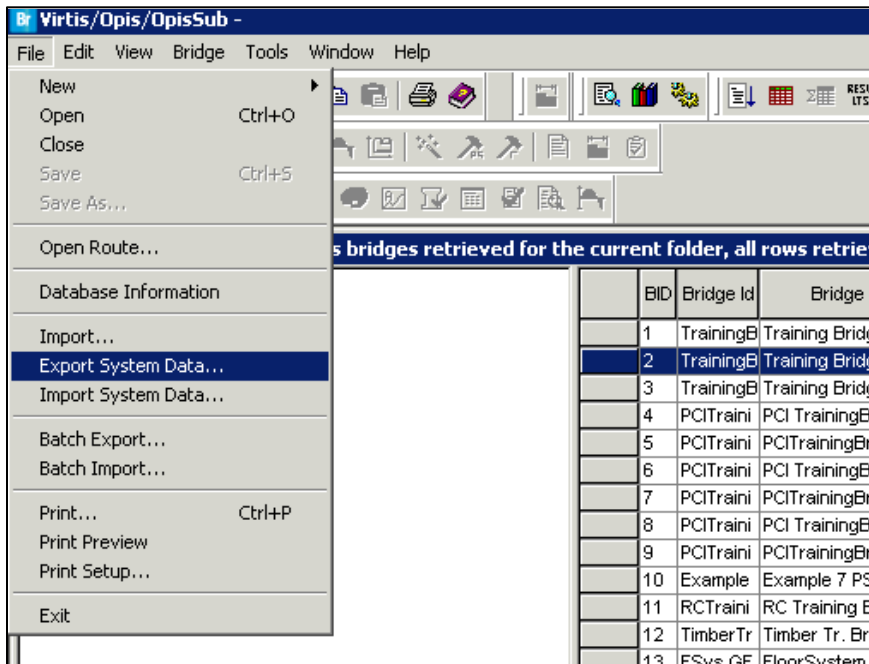 Br Virtis/Opis/OpisSub -
File Edit View Bridge Tools Window Help
New
Open Ctrl+O
Close
Save Ctrl+S
Save As...
Open Route...
Database Information
Import...
Export System Data...
Import System Data...
Batch Export...
Batch Import...
Print... Ctrl+P
Print Preview
Print Setup...
Exit
s bridges retrieved for the current folder, all rows retrie
BID Bridge Id Bridge
1 TrainingB Training Bridg
2 TrainingB Training Bridg
3 TrainingB Training Bridg
4 PCITraini PCI TrainingB
5 PCITraini PCITrainingBr
6 PCITraini PCI TrainingB
7 PCITraini PCITrainingBr
8 PCITraini PCI TrainingB
9 PCITraini PCITrainingBr
10 Example Example 7 PS
11 RCTraini RC Training B
12 TimberTr Timber Tr. Br
13 FSys GF FloorSystem